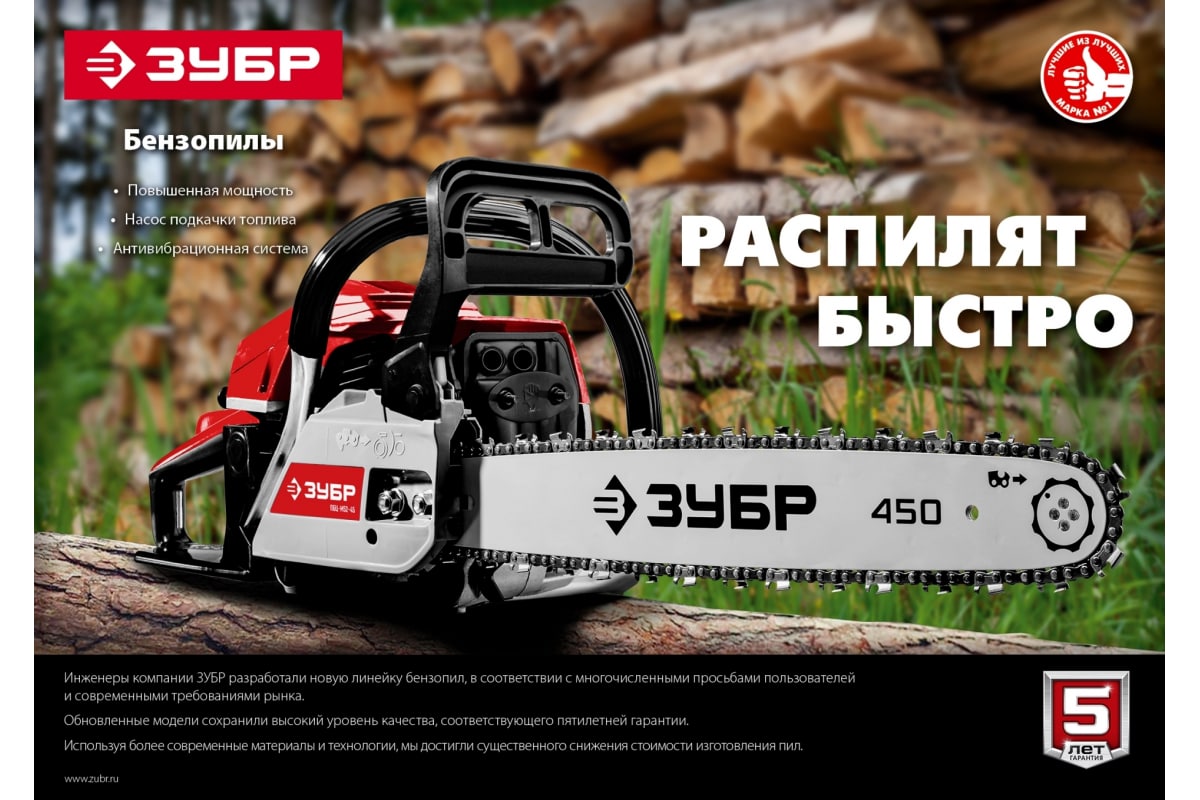 ЗУБР
ЛУЧШИЕ ИЗ ЛУЧШИХ
МАРКА №1
Бензопилы
• Повышенная мощность
• Насос подкачки топлива
• Антивибрационная система
РАСПИЛЯТ
БЫСТРО
ЗУБР
ЗУБР
450
Инженеры компании ЗУБР разработали новую линейку бензопил, в соответствии с многочисленными просьбами пользователей
и современными требованиями рынка.
Обновленные модели сохранили высокий уровень качества, соответствующего пятилетней гарантии.
Используя более современные материалы и технологии, мы достигли существенного снижения стоимости изготовления пил.
www.zubr.ru
5
лет
ГАРАНТИЯ